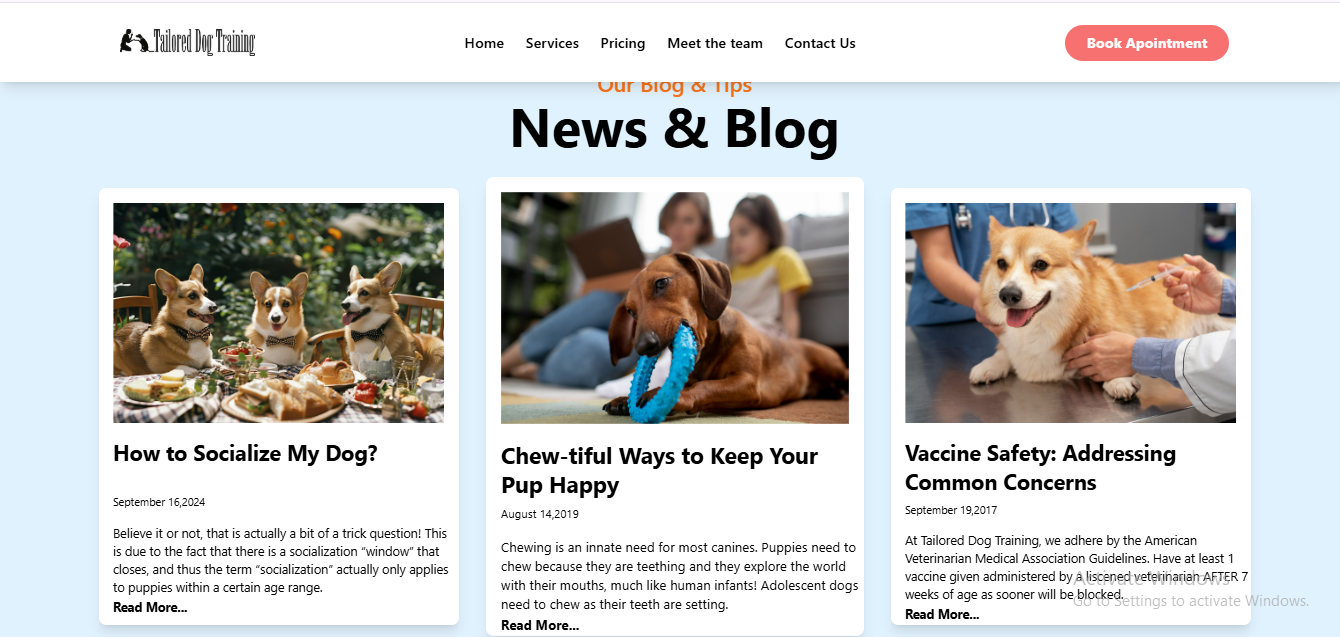 Tailored Dog Training
Home Services Pricing Meet the team Contact Us
Book Apointment
Our Blog & Tips
News & Blog
How to Socialize My Dog?
September 16,2024
Believe it or not, that is actually a bit of a trick question! This
is due to the fact that there is a socialization “window” that
closes, and thus the term “socialization” actually only applies
to puppies within a certain age range.
Read More...
Chew-tiful Ways to Keep Your
Pup Happy
August 14,2019
Chewing is an innate need for most canines. Puppies need to
chew because they are teething and they explore the world
with their mouths, much like human infants! Adolescent dogs
need to chew as their teeth are setting.
Read More...
Vaccine Safety: Addressing
Common Concerns
September 19,2017
At Tailored Dog Training, we adhere by the American
Veterinarian Medical Association Guidelines. Have at least 1
vaccine given administered by a liscened veterinarian AFTER 7
weeks of age as sooner will be blocked.
Read More...
Activate Windows
Go to Settings to activate Windows.